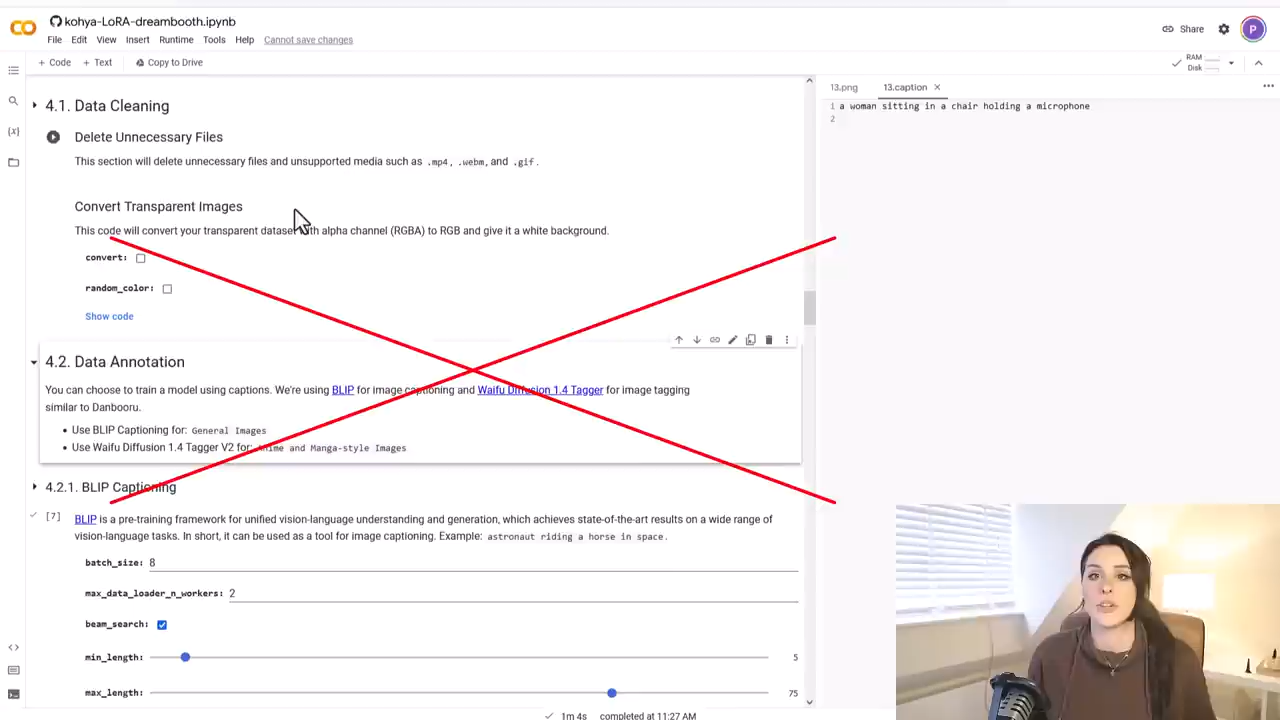 kohya-LoRA-dreambooth.ipynb
File Edit View Insert Runtime Tools Help Cannot save changes
Share
P
+ Code + Text Copy to Drive
RAM
Disk
4.1. Data Cleaning
Delete Unnecessary Files
This section will delete unnecessary files and unsupported media such as .mp4, .webm, and .gif.
Convert Transparent Images
This code will convert your transparent dataset with alpha channel (RGBA) to RGB and give it a white background.
convert:
random_color:
Show code
4.2. Data Annotation
You can choose to train a model using captions. We're using BLIP for image captioning and Waifu Diffusion 1.4 Tagger for image tagging
similar to Danbooru.
• Use BLIP Captioning for: General Images
• Use Waifu Diffusion 1.4 Tagger V2 for: Anime and Manga-style Images
4.2.1. BLIP Captioning
[7] BLIP is a pre-training framework for unified vision-language understanding and generation, which achieves state-of-the-art results on a wide range of
vision-language tasks. In short, it can be used as a tool for image captioning. Example: astronaut riding a horse in space.
batch_size: 8
max_data_loader_n_workers: 2
beam_search:
min_length: 5
max_length: 75
1m 4s completed at 11:27 AM
13.png 13.caption
1 a woman sitting in a chair holding a microphone
2